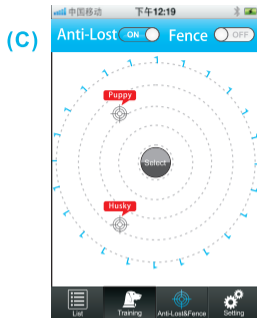 (C)
中国移动 下午12:19
Anti-Lost ON Fence OFF
Puppy
Select
Husky
List Training Anti-Lost&Fence Setting